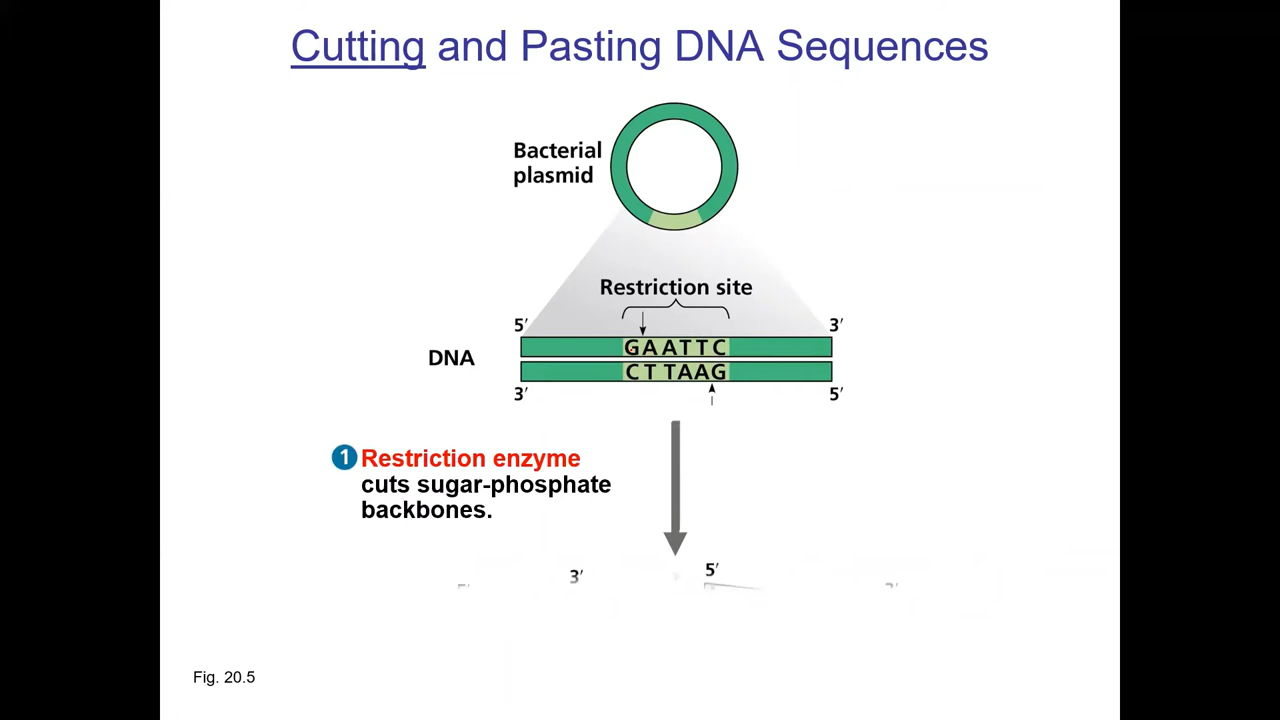 Cutting and Pasting DNA Sequences
Bacterial
plasmid
Restriction site
5′ 3′
DNA
GAATTC
CTTAAG
3′ 5′
1 Restriction enzyme
cuts sugar-phosphate
backbones.
3′ 5′
Fig. 20.5